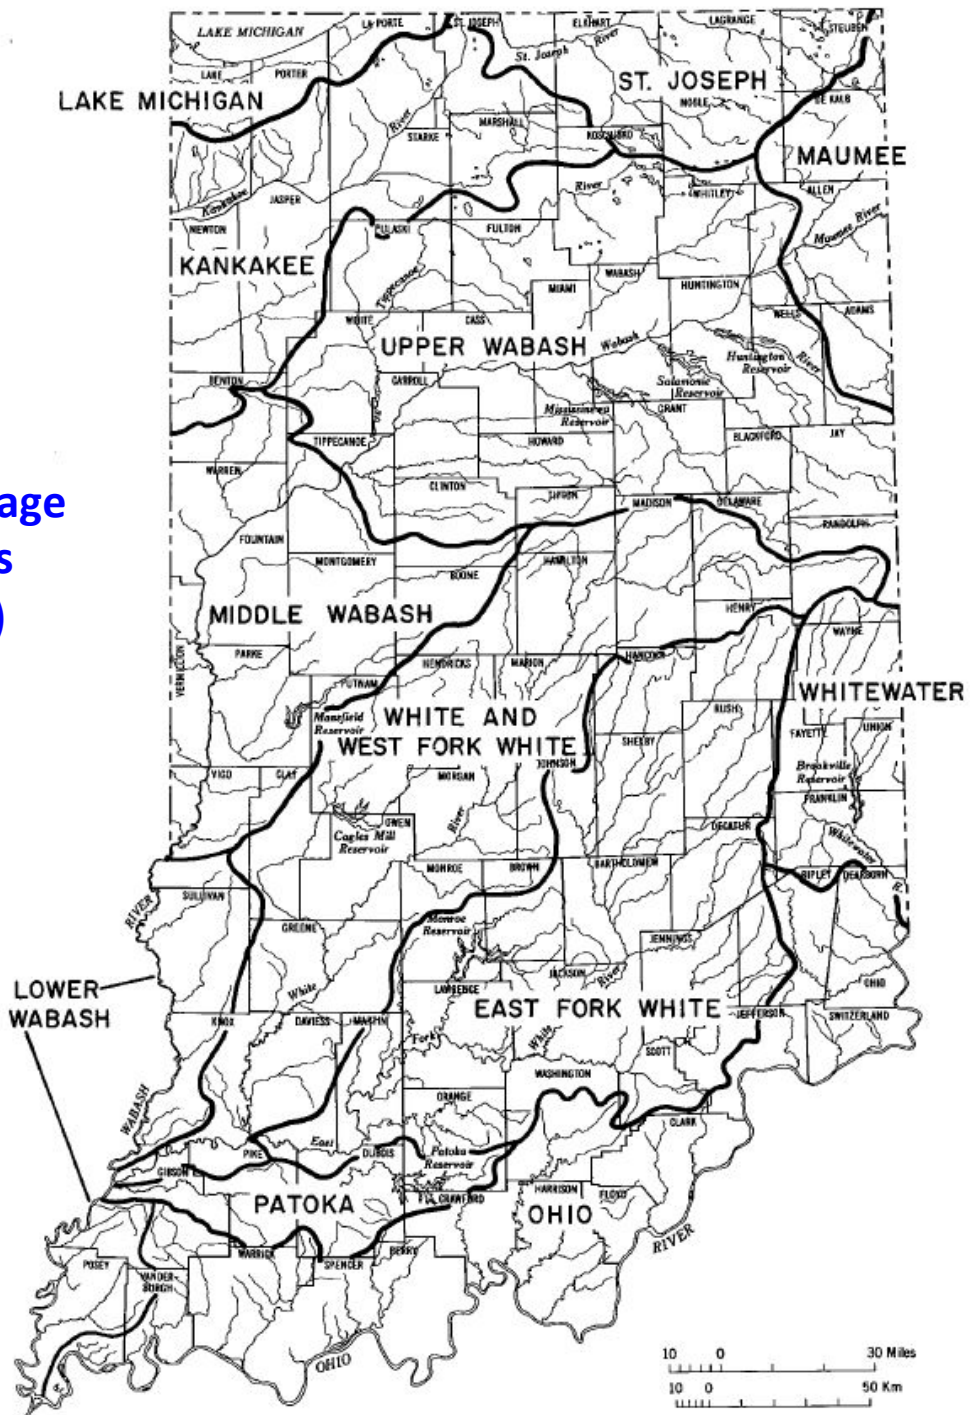 LAKE MICHIGAN
LA PORTE
ST. JOSEPH
ELKHART
LAGRANGE
STEUBEN
St. Joseph River
LAKE
PORTER
LAKE MICHIGAN
ST. JOSEPH
NOBLE
DE KALB
MARSHALL
STARKE
River
KOSCIUSKO
MAUMEE
Kankakee
JASPER
River
WHITLEY
ALLEN
NEWTON
PULASKI
FULTON
Maumee River
KANKAKEE
Tippecanoe
WABASH
MIAMI
HUNTINGTON
WHITE
CASS
WELLS
ADAMS
UPPER WABASH
Wabash
River
Huntington
Reservoir
BENTON
CARROLL
Salamonie
Reservoir
Mississinewa
Reservoir
GRANT
TIPPECANOE
HOWARD
BLACKFORD
JAY
WARREN
CLINTON
TIPTON
MADISON
DELAWARE
RANDOLPH
age
s
)
FOUNTAIN
MONTGOMERY
BOONE
HAMILTON
MIDDLE WABASH
HENRY
WAYNE
PARKE
VERMILLION
HENDRICKS
MARION
HANCOCK
PUTNAM
WHITEWATER
Mansfield
Reservoir
WHITE AND
WEST FORK WHITE
RUSH
FAYETTE
UNION
SHELBY
JOHNSON
Brookville
Reservoir
VIGO
CLAY
MORGAN
FRANKLIN
OWEN
Cagles Mill
Reservoir
River
DECATUR
Whitewater
R.
MONROE
BROWN
BARTHOLOMEW
RIPLEY
DEARBORN
SULLIVAN
RIVER
GREENE
Monroe
Reservoir
JENNINGS
JACKSON
River
LAWRENCE
White
OHIO
LOWER
WABASH
EAST FORK WHITE
KNOX
DAVIESS
MARTIN
JEFFERSON
SWITZERLAND
Fork
White
SCOTT
WASHINGTON
ORANGE
WABASH
CLARK
East
PIKE
DUBOIS
Patoka
Reservoir
GIBSON
PATOKA
CRAWFORD
HARRISON
FLOYD
OHIO
RIVER
WARRICK
SPENCER
PERRY
POSEY
VANDER-
BURGH
OHIO
10 0 30 Miles
10 0 50 Km